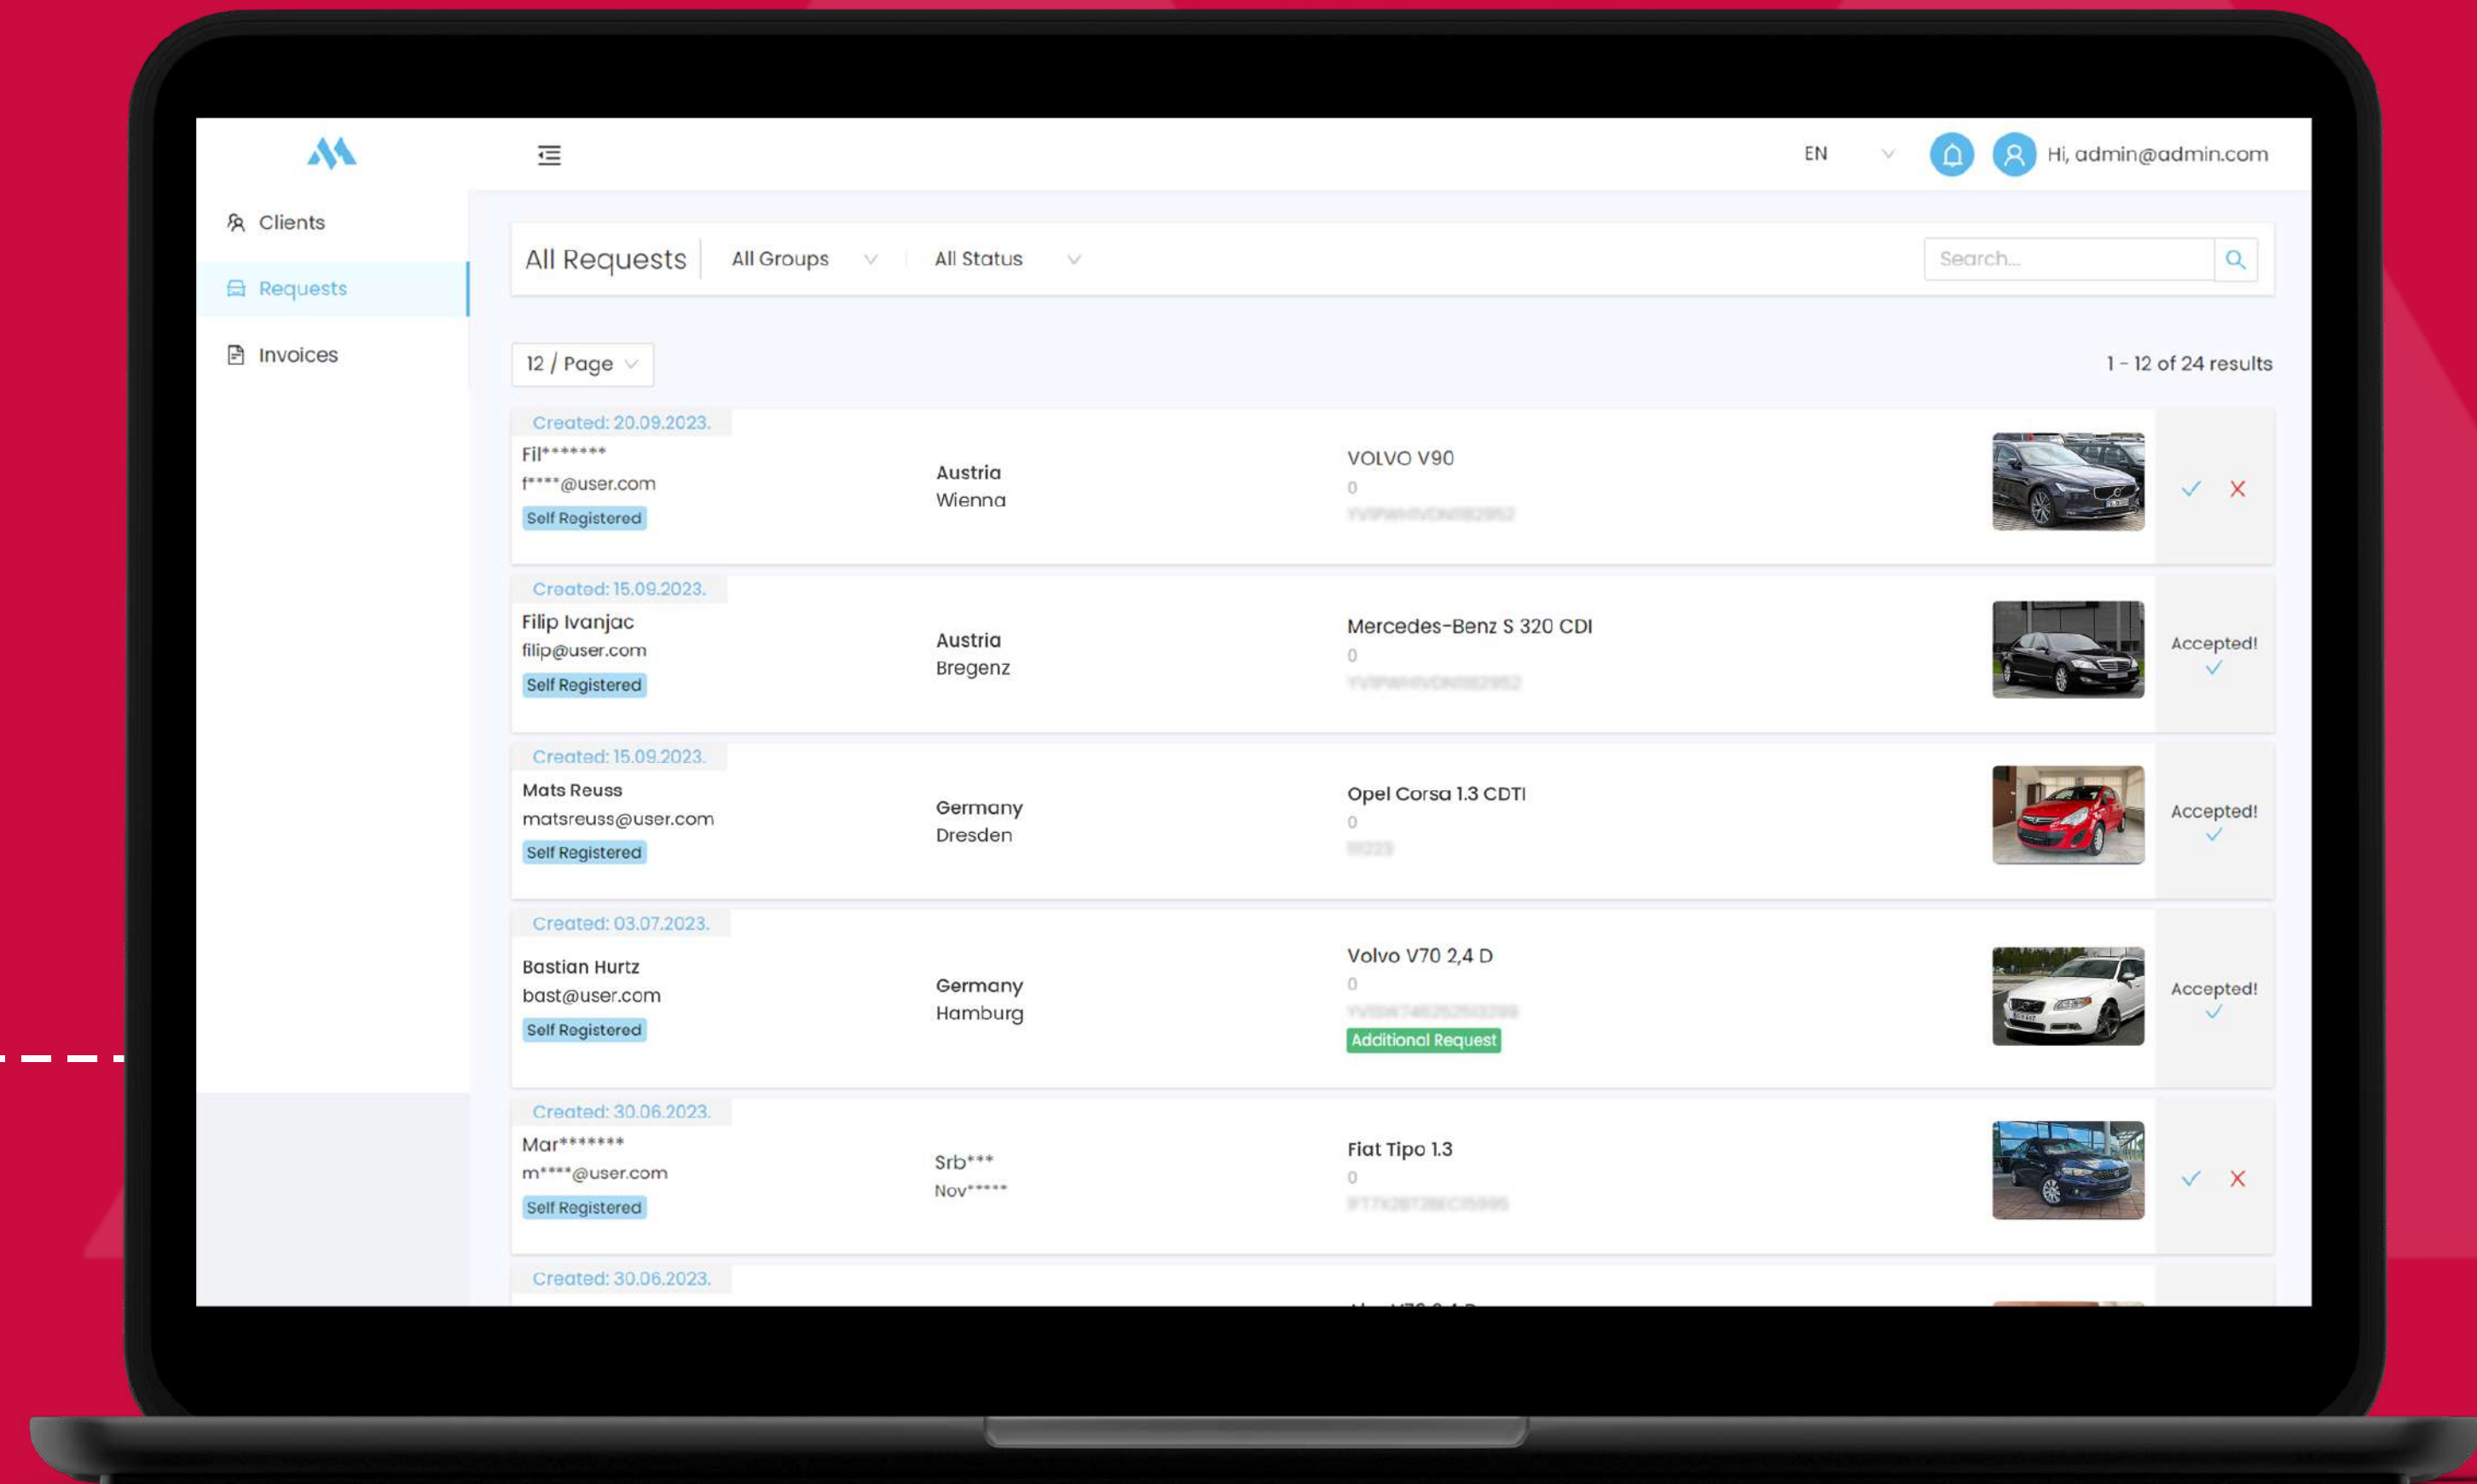 EN
Hi, admin@admin.com
Clients
Requests
Invoices
All Requests
All Groups
All Status
Search...
12 / Page
1 - 12 of 24 results
Created: 20.09.2023.
Fil*******
f****@user.com
Self Registered
Austria
Wienna
VOLVO V90
0
Created: 15.09.2023.
Filip Ivanjac
filip@user.com
Self Registered
Austria
Bregenz
Mercedes-Benz S 320 CDI
0
Accepted!
Created: 15.09.2023.
Mats Reuss
matsreuss@user.com
Self Registered
Germany
Dresden
Opel Corsa 1.3 CDTI
0
Accepted!
Created: 03.07.2023.
Bastian Hurtz
bast@user.com
Self Registered
Germany
Hamburg
Volvo V70 2,4 D
0
Additional Request
Accepted!
Created: 30.06.2023.
Mar*******
m****@user.com
Self Registered
Srb***
Nov*****
Fiat Tipo 1.3
0
Created: 30.06.2023.